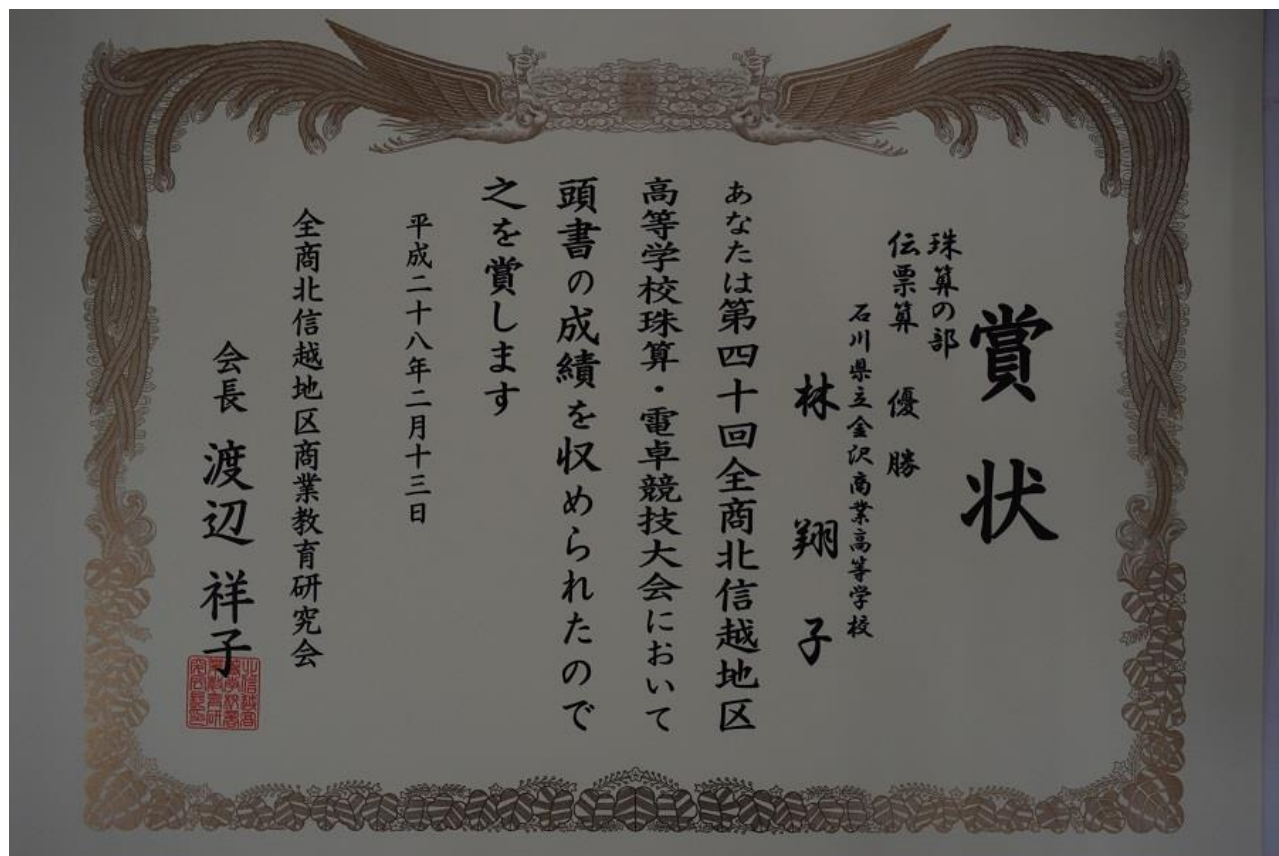 賞状
珠算の部
伝票算　優勝
石川県立金沢商業高等学校
林　翔子
あなたは第四十回全商北信越地区
高等学校珠算・電卓競技大会において
頭書の成績を収められたので
之を賞します
平成二十八年二月十三日
全商北信越地区商業教育研究会
会長　渡辺　祥子